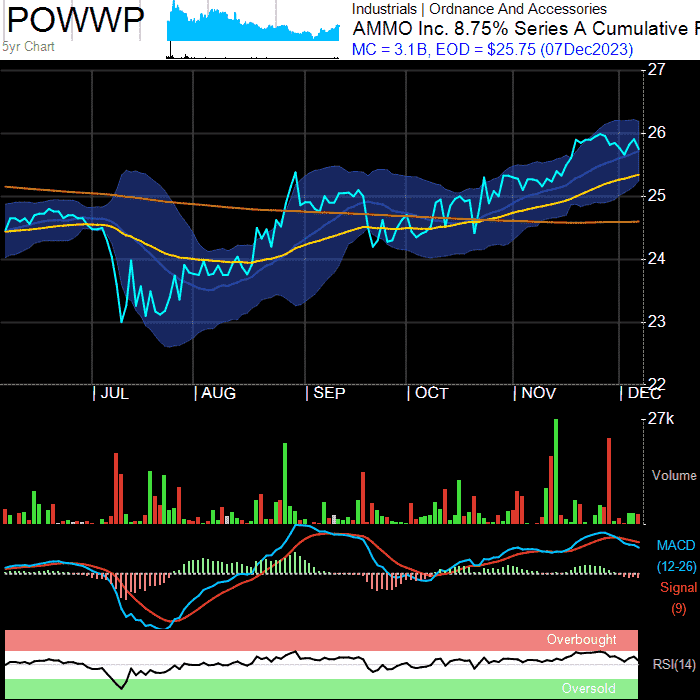 POWWP
5yr Chart
Industrials | Ordnance And Accessories
AMMO Inc. 8.75% Series A Cumulative
MC = 3.1B, EOD = $25.75 (07Dec2023)
27
26
25
24
23
22
JUL
AUG
SEP
OCT
NOV
DEC
27k
Volume
MACD
(12-26)
Signal
(9)
Overbought
RSI(14)
Oversold